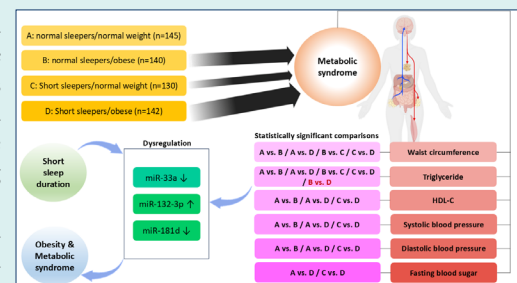 A: normal sleepers/normal weight (n=145)
B: normal sleepers/obese (n=140)
C: Short sleepers/normal weight (n=130)
D: Short sleepers/obese (n=142)
Metabolic
syndrome
Short
sleep
duration
Obesity &
Metabolic
syndrome
Dysregulation
miR-33a ↓
miR-132-3p ↑
miR-181d ↓
Statistically significant comparisons
A vs. B / A vs. D / B vs. C / C vs. D
Waist circumference
A vs. B / A vs. D / B vs. C / C vs. D
/ B vs. D
Triglyceride
A vs. B / A vs. D / C vs. D
HDL-C
A vs. B / A vs. D / C vs. D
Systolic blood pressure
A vs. B / A vs. D / C vs. D
Diastolic blood pressure
A vs. D / C vs. D
Fasting blood sugar